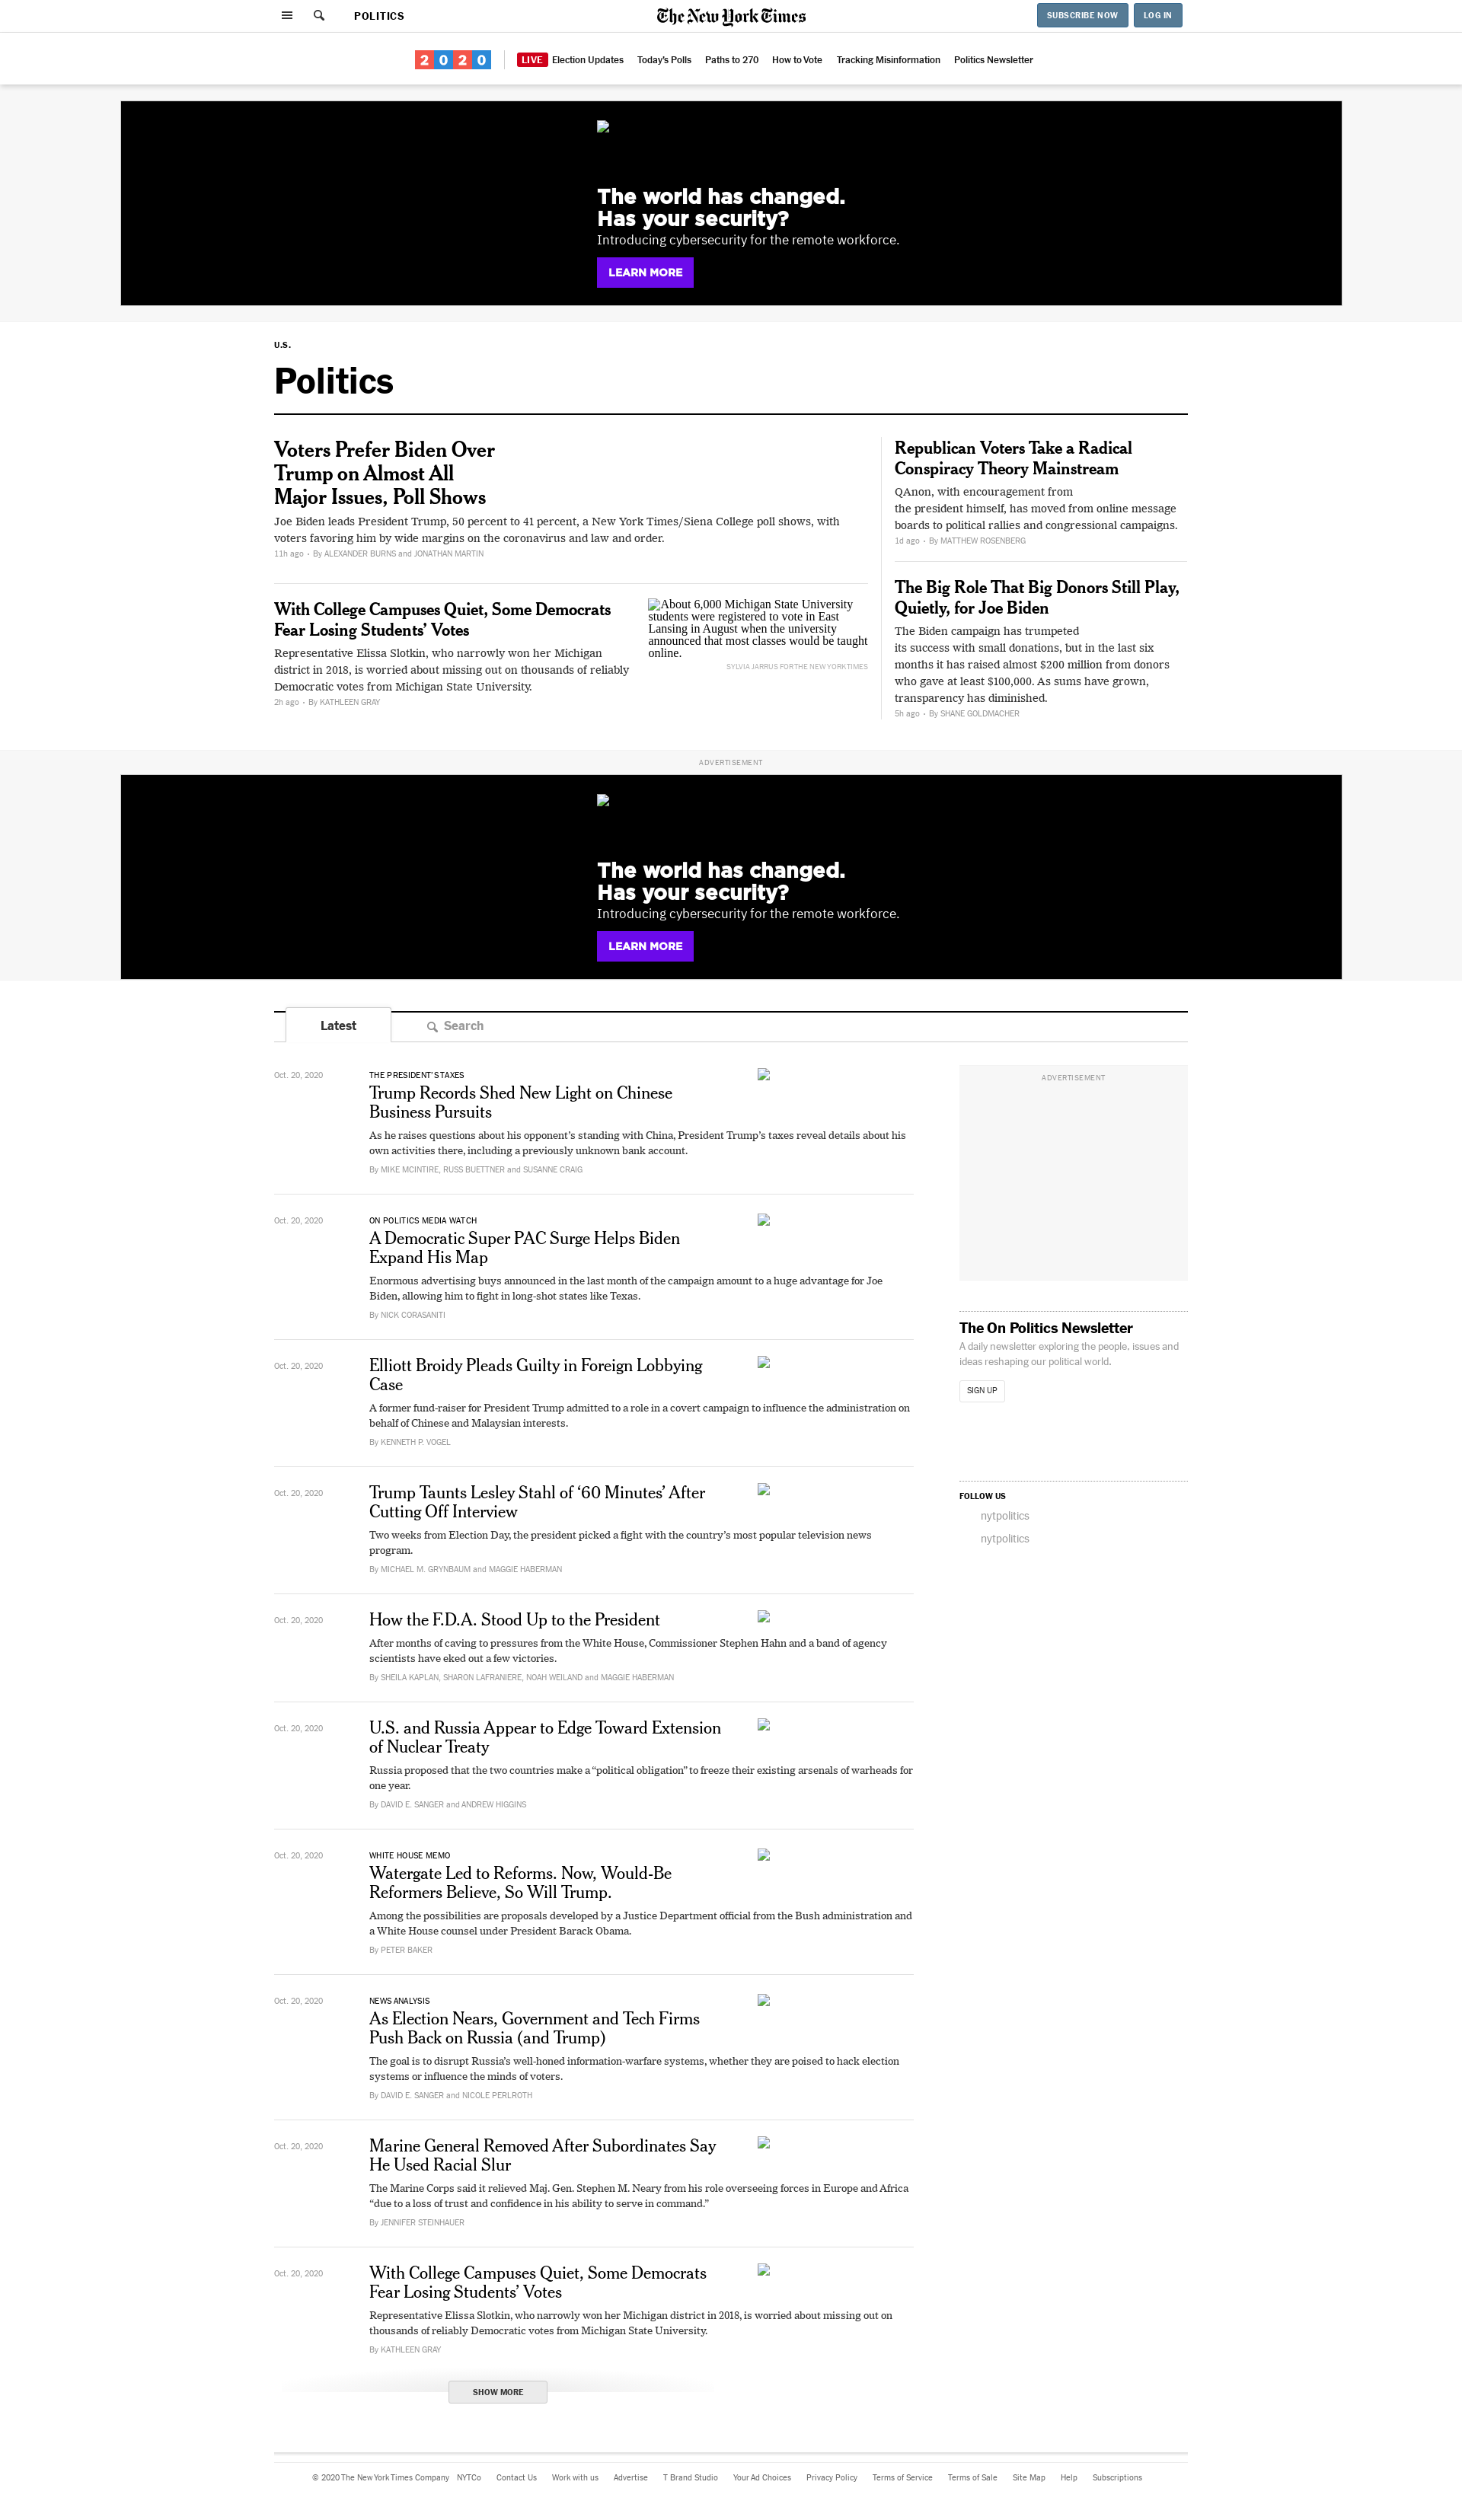 POLITICS
The New York Times
SUBSCRIBE NOW
LOG IN
2020
LIVE Election Updates
Today's Polls
Paths to 270
How to Vote
Tracking Misinformation
Politics Newsletter
The world has changed.
Has your security?
Introducing cybersecurity for the remote workforce.
LEARN MORE
U.S.
Politics
Voters Prefer Biden Over
Trump on Almost All
Major Issues, Poll Shows
Joe Biden leads President Trump, 50 percent to 41 percent, a New York Times/Siena College poll shows, with
voters favoring him by wide margins on the coronavirus and law and order.
11h ago • By ALEXANDER BURNS and JONATHAN MARTIN
With College Campuses Quiet, Some Democrats
Fear Losing Students’ Votes
Representative Elissa Slotkin, who narrowly won her Michigan
district in 2018, is worried about missing out on thousands of reliably
Democratic votes from Michigan State University.
2h ago • By KATHLEEN GRAY
About 6,000 Michigan State University
students were registered to vote in East
Lansing in August when the university
announced that most classes would be taught
online.
SYLVIA JARRUS FOR THE NEW YORK TIMES
Republican Voters Take a Radical
Conspiracy Theory Mainstream
QAnon, with encouragement from
the president himself, has moved from online message
boards to political rallies and congressional campaigns.
1d ago • By MATTHEW ROSENBERG
The Big Role That Big Donors Still Play,
Quietly, for Joe Biden
The Biden campaign has trumpeted
its success with small donations, but in the last six
months it has raised almost $200 million from donors
who gave at least $100,000. As sums have grown,
transparency has diminished.
5h ago • By SHANE GOLDMACHER
ADVERTISEMENT
The world has changed.
Has your security?
Introducing cybersecurity for the remote workforce.
LEARN MORE
Latest
Search
Oct. 20, 2020
THE PRESIDENT’S TAXES
Trump Records Shed New Light on Chinese
Business Pursuits
As he raises questions about his opponent’s standing with China, President Trump’s taxes reveal details about his
own activities there, including a previously unknown bank account.
By MIKE MCINTIRE, RUSS BUETTNER and SUSANNE CRAIG
Oct. 20, 2020
ON POLITICS MEDIA WATCH
A Democratic Super PAC Surge Helps Biden
Expand His Map
Enormous advertising buys announced in the last month of the campaign amount to a huge advantage for Joe
Biden, allowing him to fight in long-shot states like Texas.
By NICK CORASANITI
Oct. 20, 2020
Elliott Broidy Pleads Guilty in Foreign Lobbying
Case
A former fund-raiser for President Trump admitted to a role in a covert campaign to influence the administration on
behalf of Chinese and Malaysian interests.
By KENNETH P. VOGEL
Oct. 20, 2020
Trump Taunts Lesley Stahl of ‘60 Minutes’ After
Cutting Off Interview
Two weeks from Election Day, the president picked a fight with the country’s most popular television news
program.
By MICHAEL M. GRYNBAUM and MAGGIE HABERMAN
Oct. 20, 2020
How the F.D.A. Stood Up to the President
After months of caving to pressures from the White House, Commissioner Stephen Hahn and a band of agency
scientists have eked out a few victories.
By SHEILA KAPLAN, SHARON LAFRANIERE, NOAH WEILAND and MAGGIE HABERMAN
Oct. 20, 2020
U.S. and Russia Appear to Edge Toward Extension
of Nuclear Treaty
Russia proposed that the two countries make a “political obligation” to freeze their existing arsenals of warheads for
one year.
By DAVID E. SANGER and ANDREW HIGGINS
Oct. 20, 2020
WHITE HOUSE MEMO
Watergate Led to Reforms. Now, Would-Be
Reformers Believe, So Will Trump.
Among the possibilities are proposals developed by a Justice Department official from the Bush administration and
a White House counsel under President Barack Obama.
By PETER BAKER
Oct. 20, 2020
NEWS ANALYSIS
As Election Nears, Government and Tech Firms
Push Back on Russia (and Trump)
The goal is to disrupt Russia’s well-honed information-warfare systems, whether they are poised to hack election
systems or influence the minds of voters.
By DAVID E. SANGER and NICOLE PERLROTH
Oct. 20, 2020
Marine General Removed After Subordinates Say
He Used Racial Slur
The Marine Corps said it relieved Maj. Gen. Stephen M. Neary from his role overseeing forces in Europe and Africa
“due to a loss of trust and confidence in his ability to serve in command.”
By JENNIFER STEINHAUER
Oct. 20, 2020
With College Campuses Quiet, Some Democrats
Fear Losing Students’ Votes
Representative Elissa Slotkin, who narrowly won her Michigan district in 2018, is worried about missing out on
thousands of reliably Democratic votes from Michigan State University.
By KATHLEEN GRAY
SHOW MORE
ADVERTISEMENT
The On Politics Newsletter
A daily newsletter exploring the people, issues and
ideas reshaping our political world.
SIGN UP
FOLLOW US
nytpolitics
nytpolitics
© 2020 The New York Times Company
NYTCo
Contact Us
Work with us
Advertise
T Brand Studio
Your Ad Choices
Privacy Policy
Terms of Service
Terms of Sale
Site Map
Help
Subscriptions